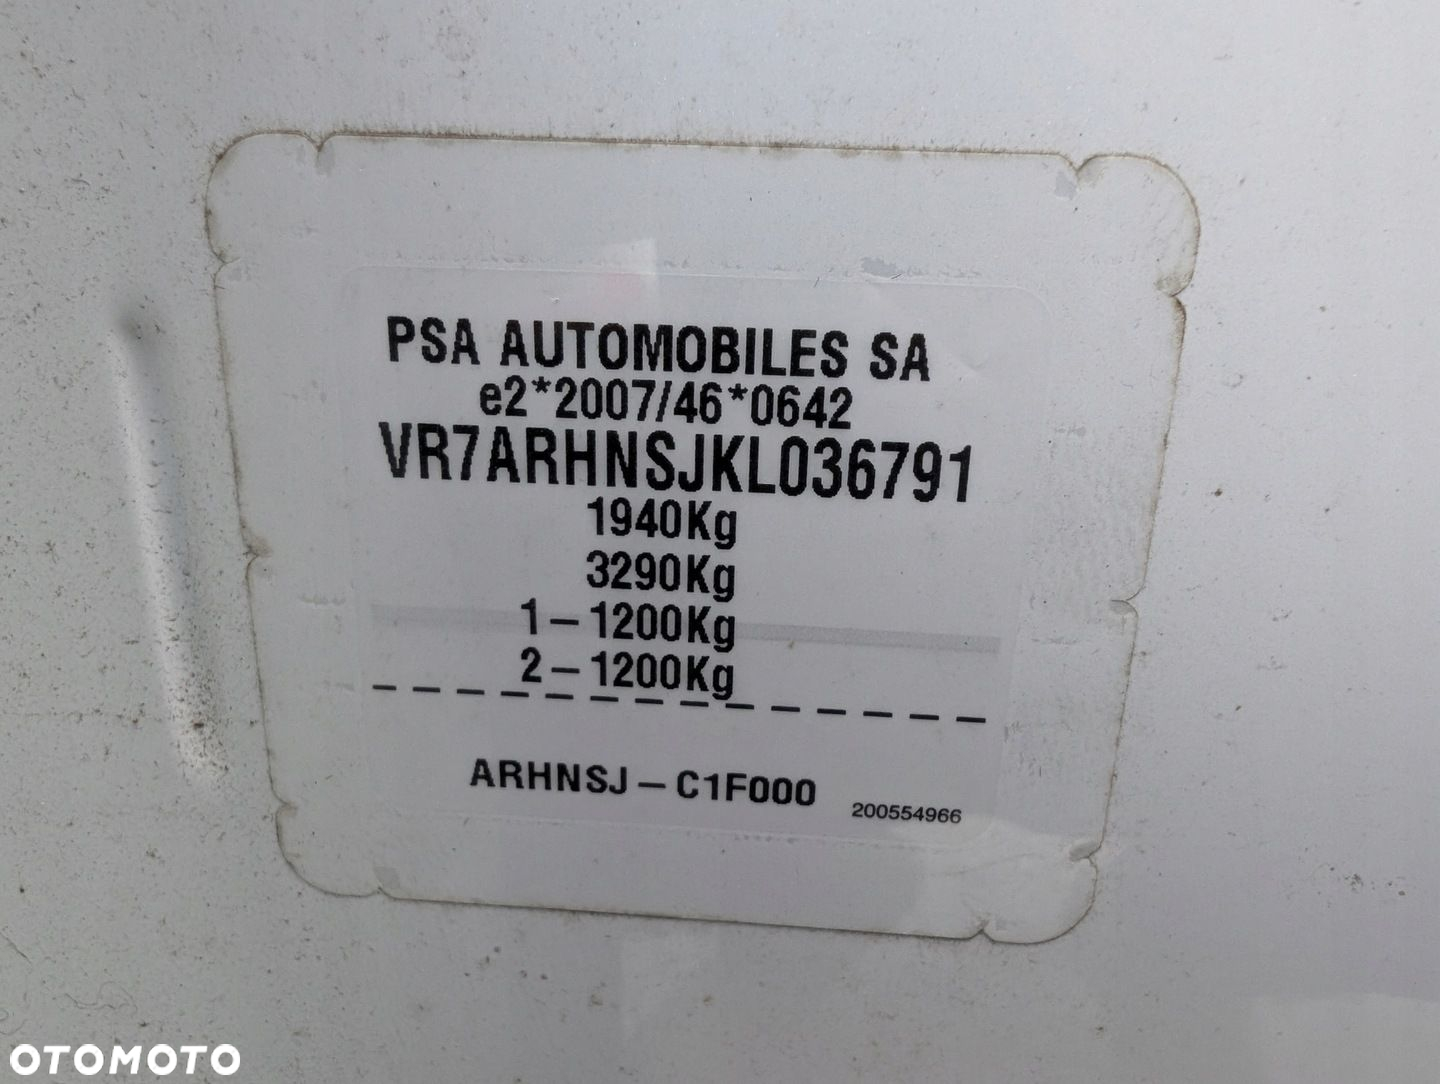 PSA AUTOMOBILES SA
e2*2007/46*0642
VR7ARHNSJKL036791
1940Kg
3290Kg
1-1200Kg
2-1200Kg
ARHNSJ-C1F000
200554966
OTOMOTO